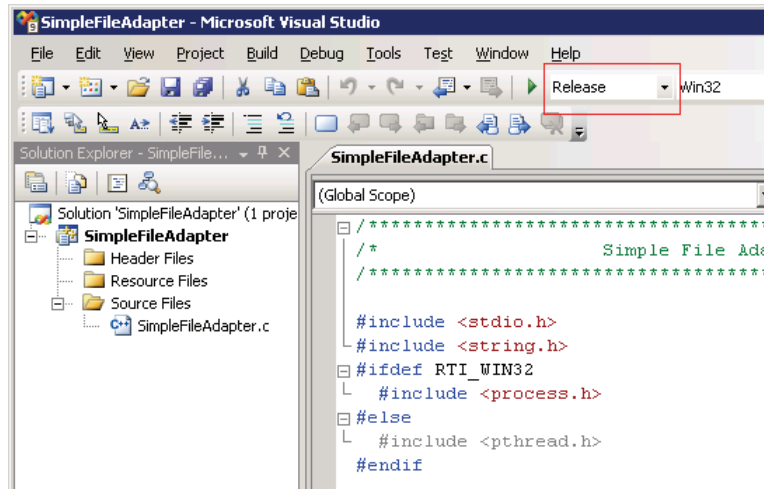 SimpleFileAdapter - Microsoft Visual Studio
File Edit View Project Build Debug Tools Test Window Help
Release Win32
Solution Explorer - SimpleFile...
SimpleFileAdapter.c
(Global Scope)
Solution 'SimpleFileAdapter' (1 proje
SimpleFileAdapter
Header Files
Resource Files
Source Files
SimpleFileAdapter.c
/***********************************
/* Simple File Ada
/***********************************
#include <stdio.h>
#include <string.h>
#ifdef RTI_WIN32
#include <process.h>
#else
#include <pthread.h>
#endif